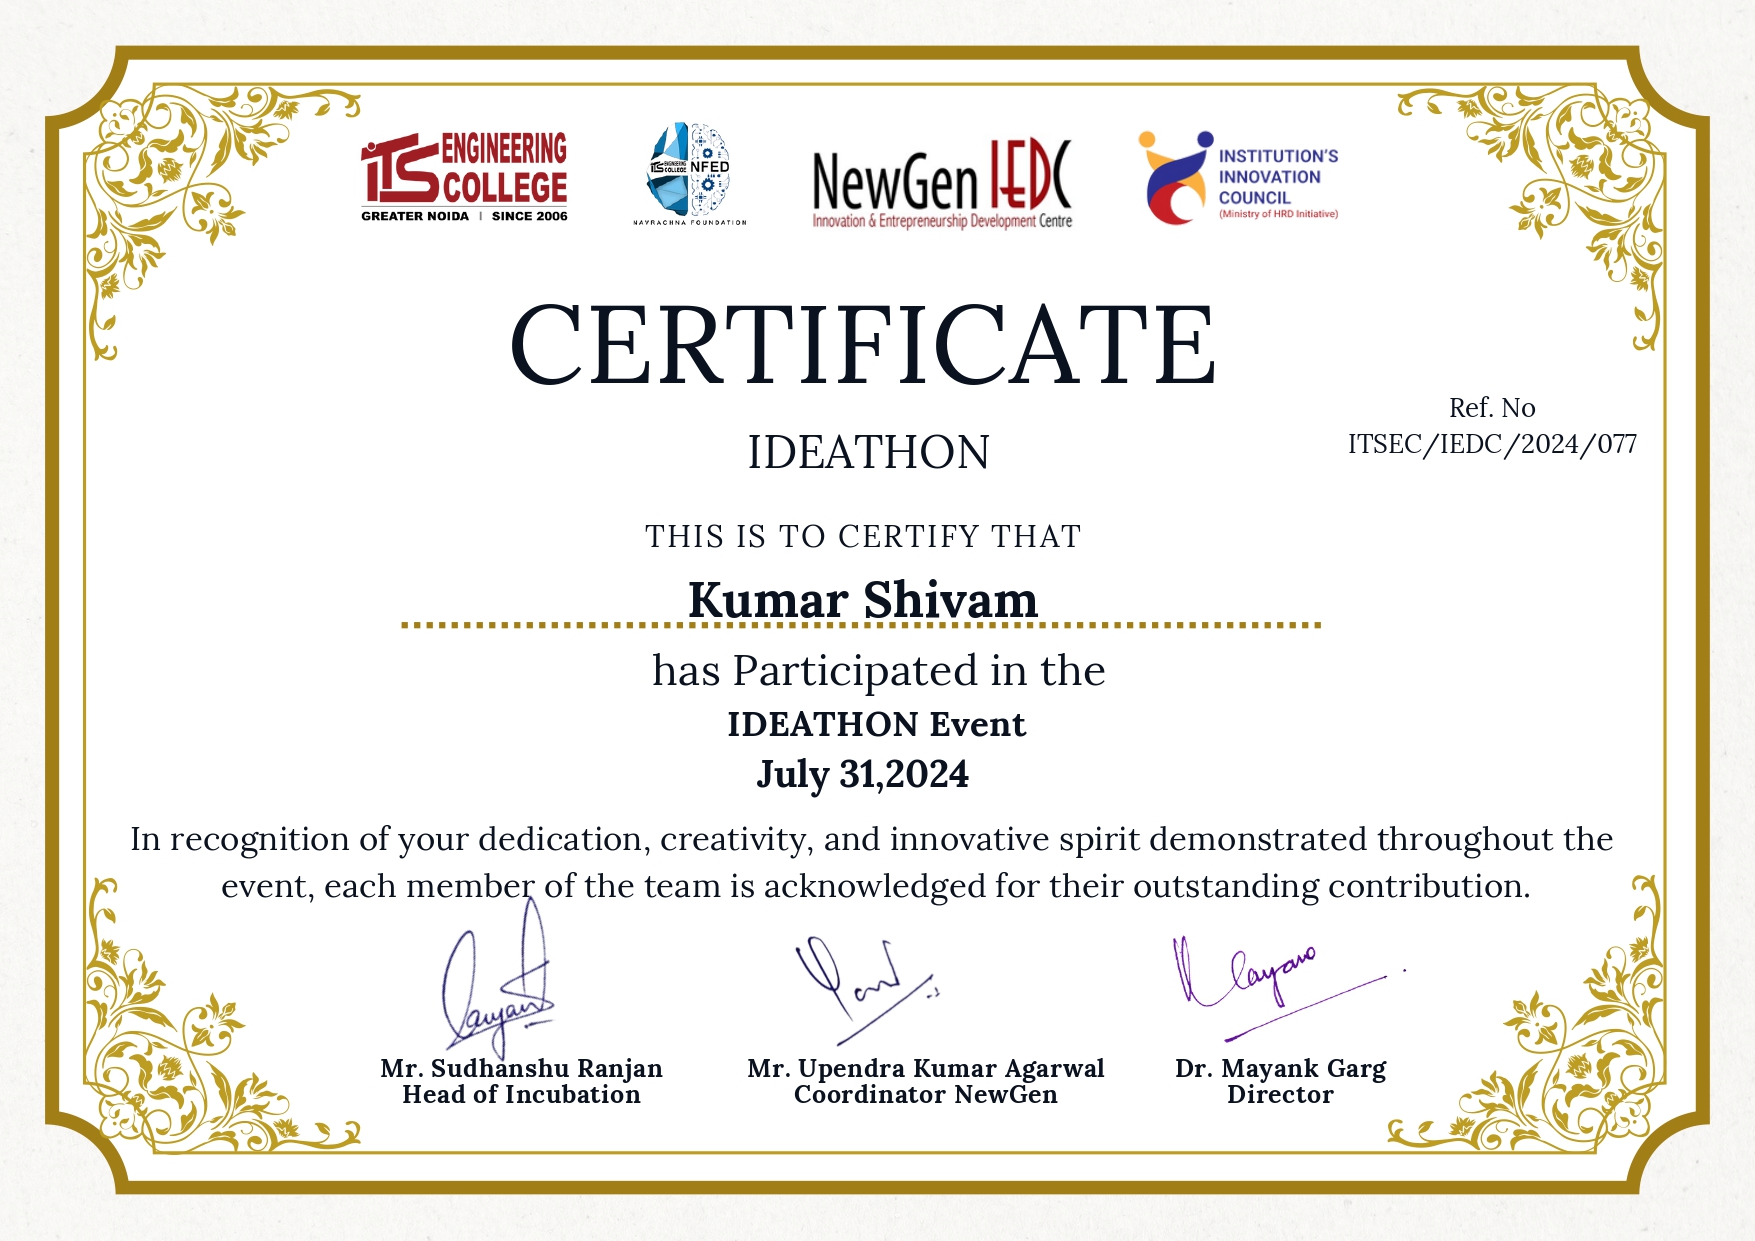 ITS ENGINEERING
COLLEGE
GREATER NOIDA | SINCE 2006
ITS ENGINEERING COLLEGE NFED
NAVRACHNA FOUNDATION
NewGen IEDC
Innovation & Entrepreneurship Development Centre
INSTITUTION'S
INNOVATION
COUNCIL
(Ministry of HRD Initiative)
CERTIFICATE
Ref. No
ITSEC/IEDC/2024/077
IDEATHON
THIS IS TO CERTIFY THAT
Kumar Shivam
has Participated in the
IDEATHON Event
July 31,2024
In recognition of your dedication, creativity, and innovative spirit demonstrated throughout the
event, each member of the team is acknowledged for their outstanding contribution.
Mr. Sudhanshu Ranjan
Head of Incubation
Mr. Upendra Kumar Agarwal
Coordinator NewGen
Dr. Mayank Garg
Director